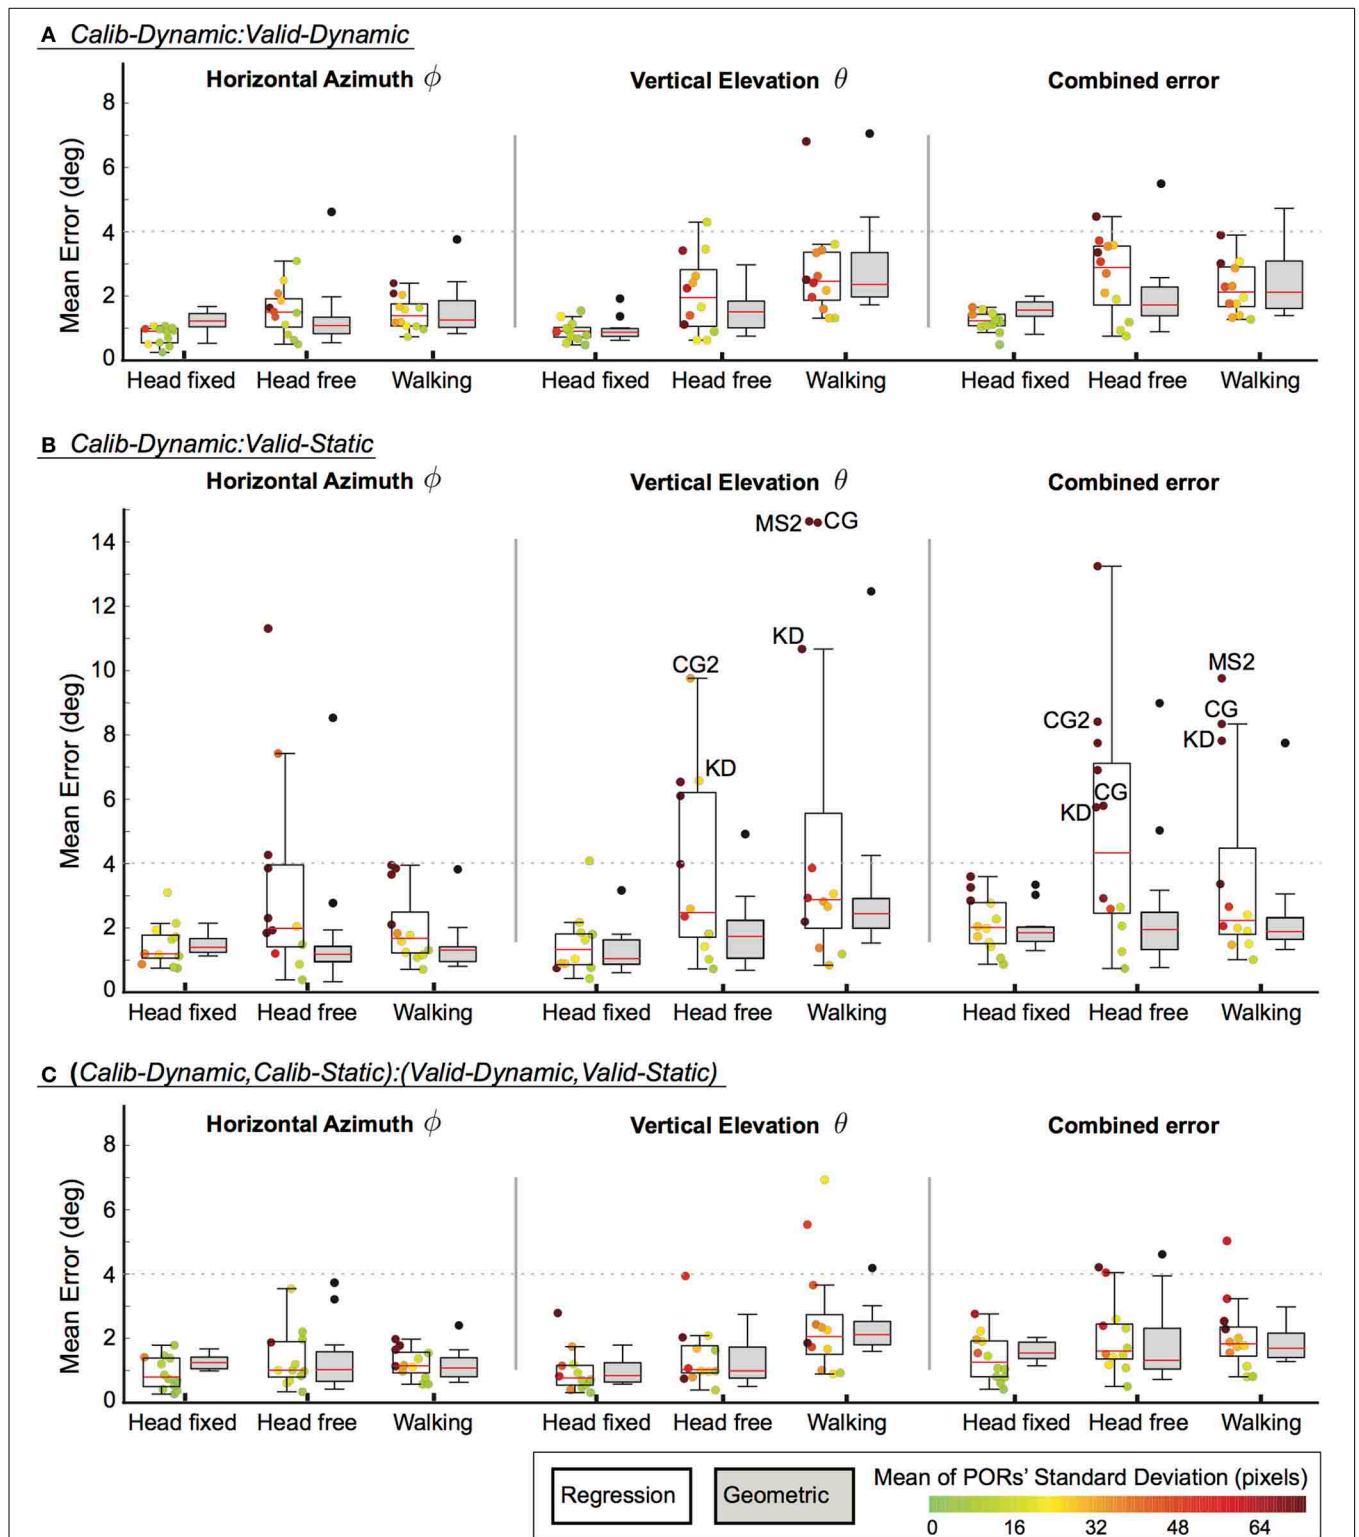 A Calib-Dynamic:Valid-Dynamic
Horizontal Azimuth ϕ
Vertical Elevation θ
Combined error
Mean Error (deg)
8
6
4
2
0
Head fixed Head free Walking
Head fixed Head free Walking
Head fixed Head free Walking
B Calib-Dynamic:Valid-Static
Horizontal Azimuth ϕ
Vertical Elevation θ
Combined error
Mean Error (deg)
14
12
10
8
6
4
2
0
MS2 CG
KD
CG2
KD
MS2
CG
KD
CG2
CG
KD
Head fixed Head free Walking
Head fixed Head free Walking
Head fixed Head free Walking
C (Calib-Dynamic,Calib-Static):(Valid-Dynamic,Valid-Static)
Horizontal Azimuth ϕ
Vertical Elevation θ
Combined error
Mean Error (deg)
8
6
4
2
0
Head fixed Head free Walking
Head fixed Head free Walking
Head fixed Head free Walking
Regression
Geometric
Mean of PORs' Standard Deviation (pixels)
0 16 32 48 64